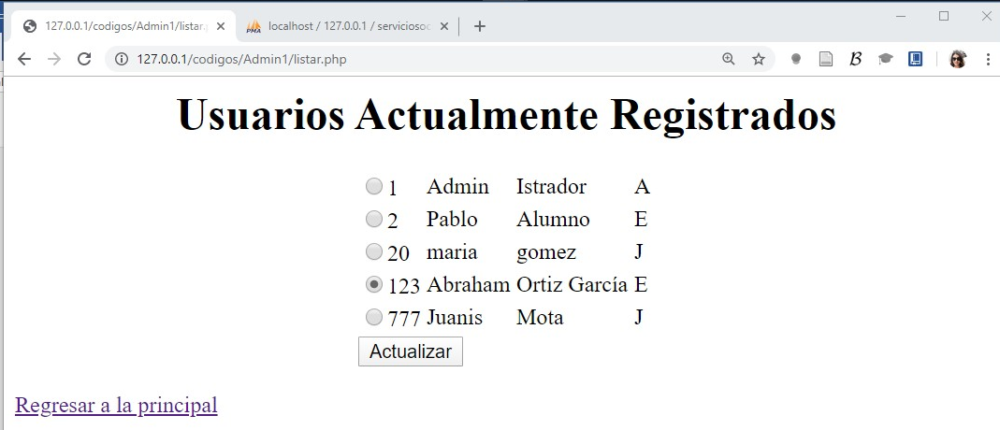 127.0.0.1/codigos/Admin1/listar.p
localhost / 127.0.0.1 / serviciosoc
127.0.0.1/codigos/Admin1/listar.php
Usuarios Actualmente Registrados
1 Admin Istrador A
2 Pablo Alumno E
20 maria gomez J
123 Abraham Ortiz García E
777 Juanis Mota J
Actualizar
Regresar a la principal